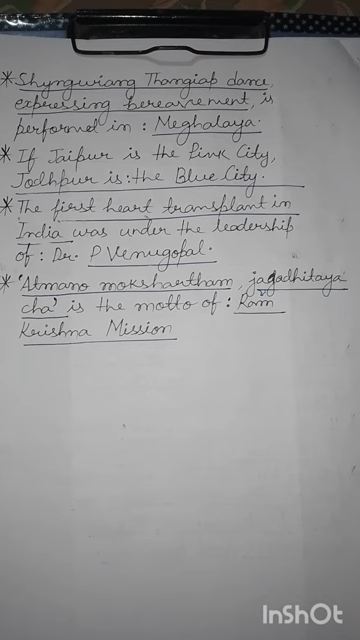 * Shyngwiang Thangiap dance,
expressing bereavement, is
performed in : Meghalaya.
* If Jaipur is the Pink City,
Jodhpur is : the Blue City.
* The first heart transplant in
India was under the leadership
of : Dr. P Venugopal.
* 'Atmano mokshartham, jagadhitaya
cha' is the motto of : Ram
Krishna Mission
InShOt